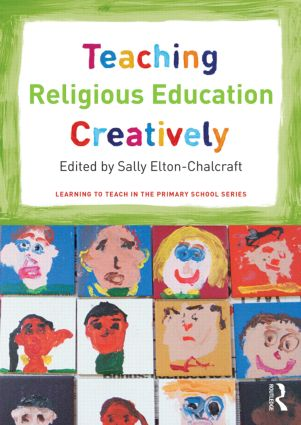 Teaching
Religious Education
Creatively
Edited by Sally Elton-Chalcraft
LEARNING TO TEACH IN THE PRIMARY SCHOOL SERIES
ROUTLEDGE